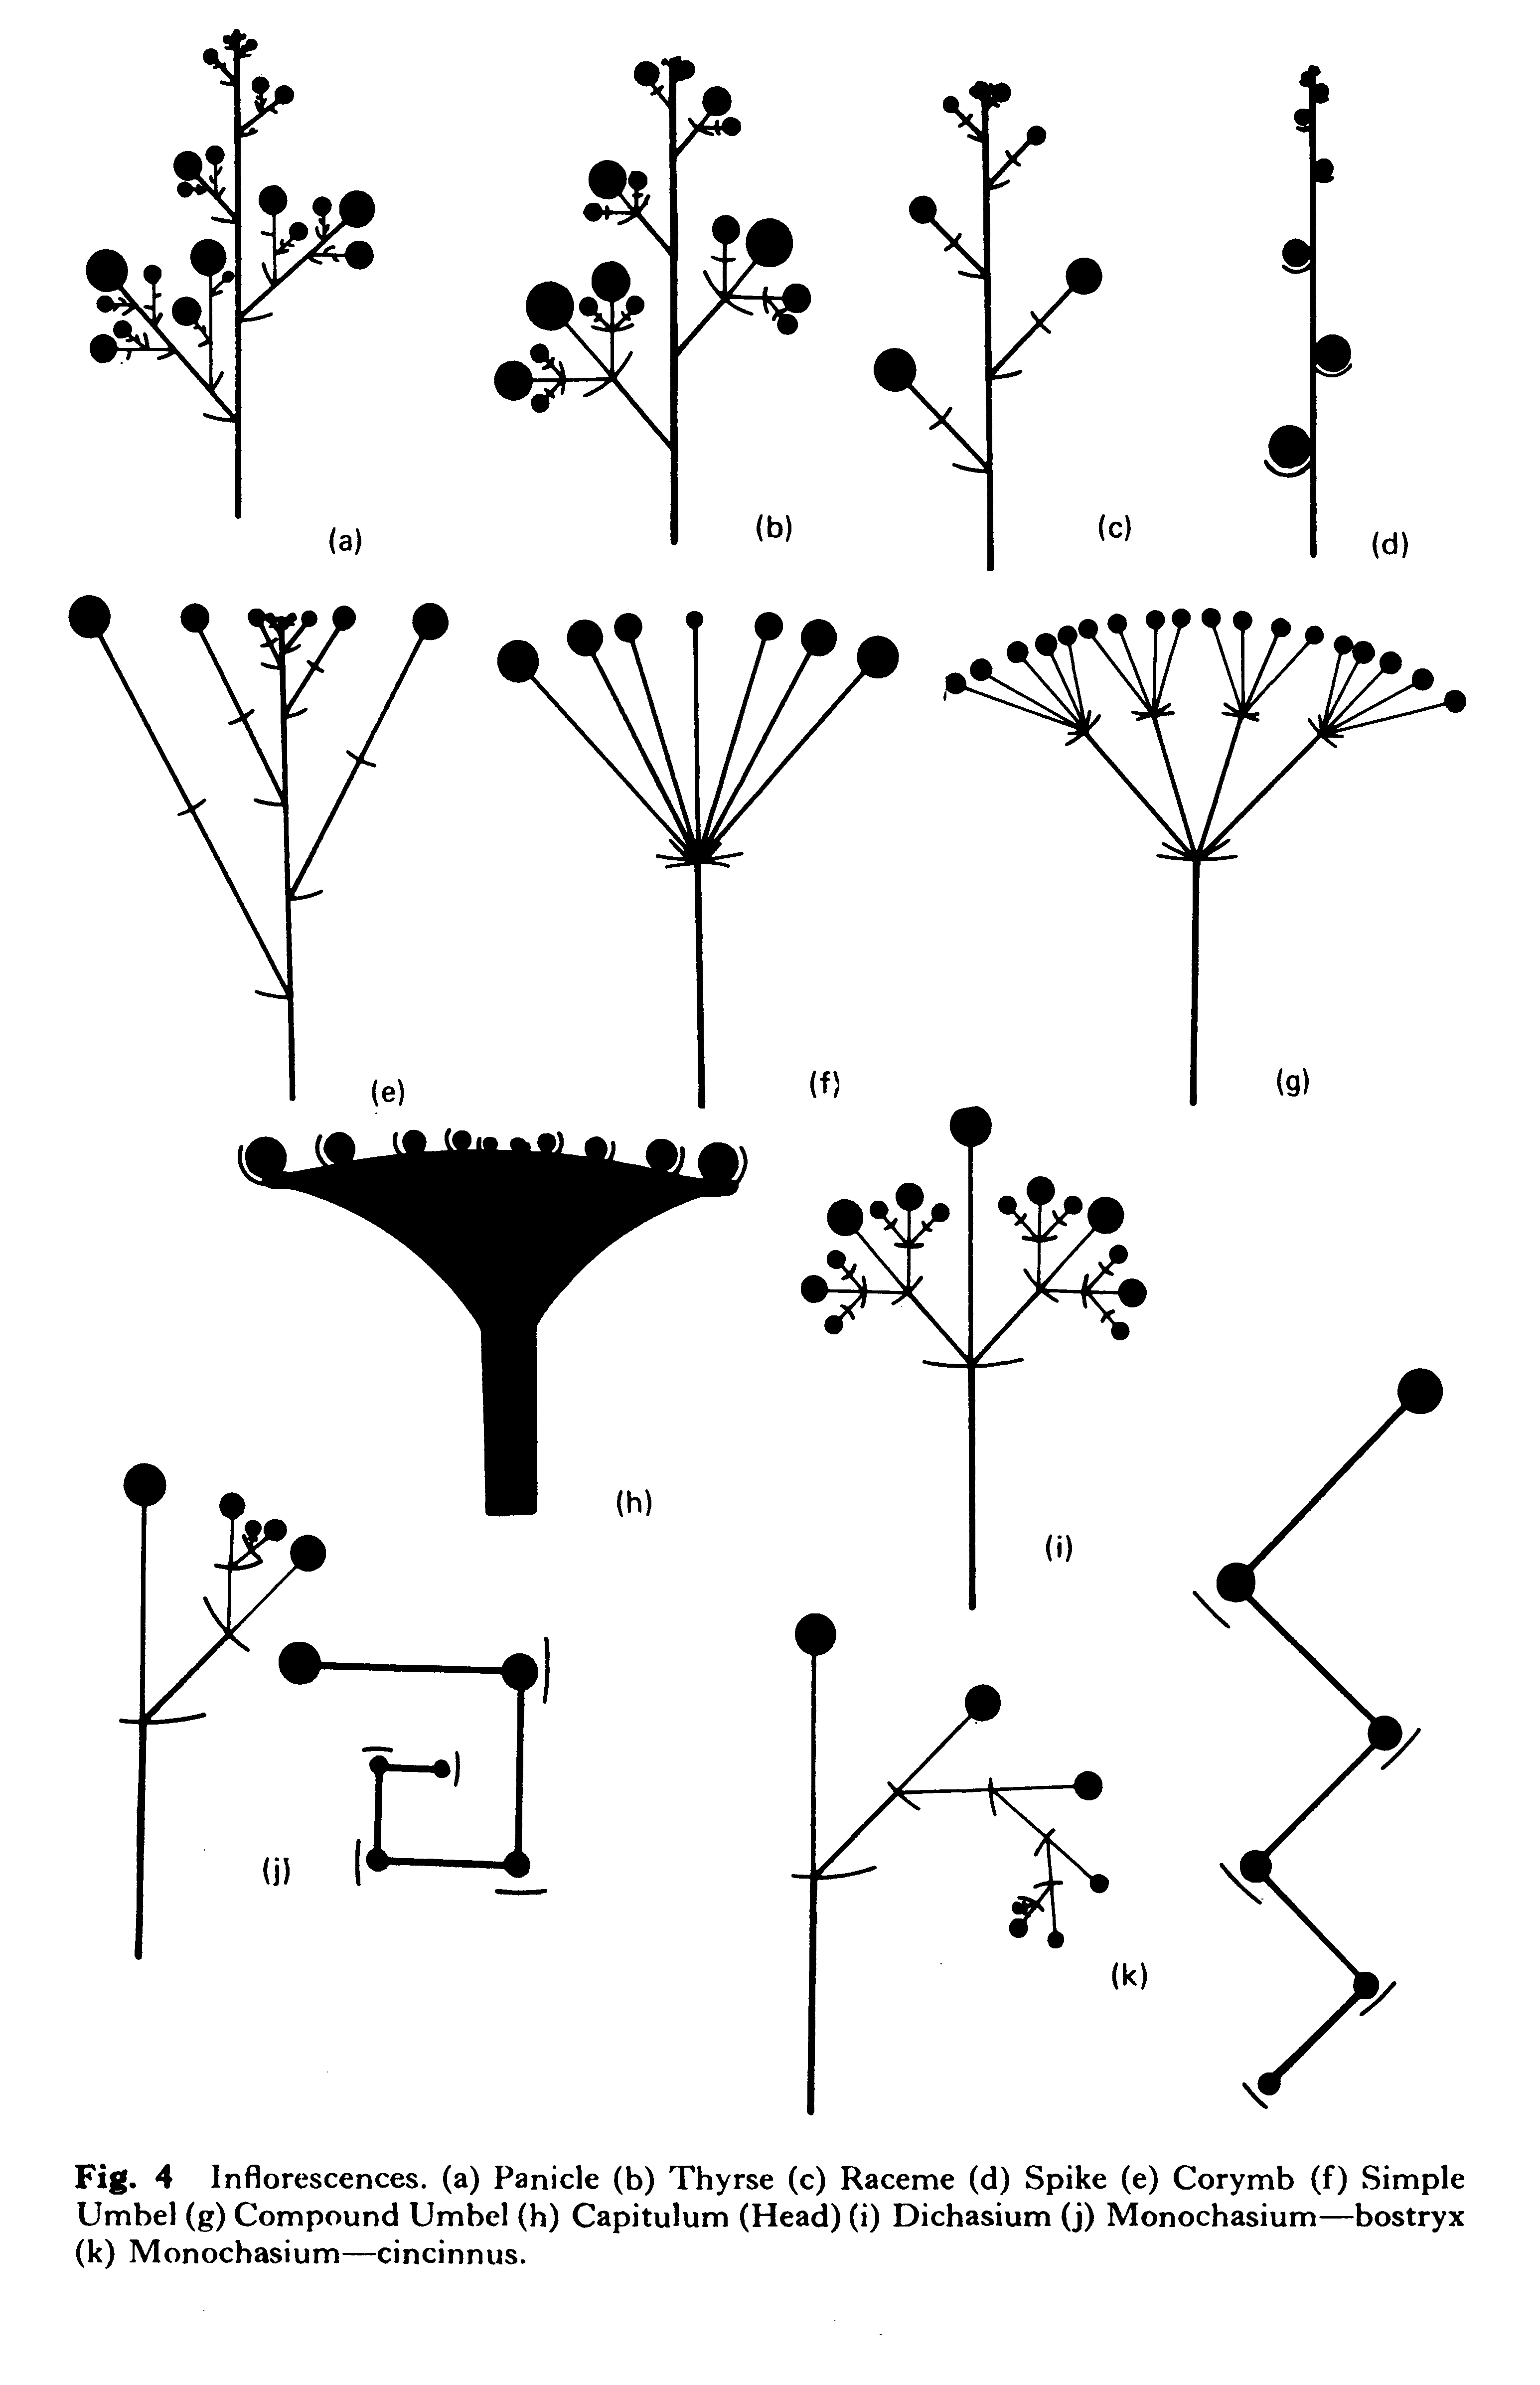 (a)
(b)
(c)
(d)
(e)
(f)
(g)
(h)
(i)
(j)
(k)
Fig. 4 Inflorescences. (a) Panicle (b) Thyrse (c) Raceme (d) Spike (e) Corymb (f) Simple
Umbel (g) Compound Umbel (h) Capitulum (Head) (i) Dichasium (j) Monochasium—bostryx
(k) Monochasium—cincinnus.